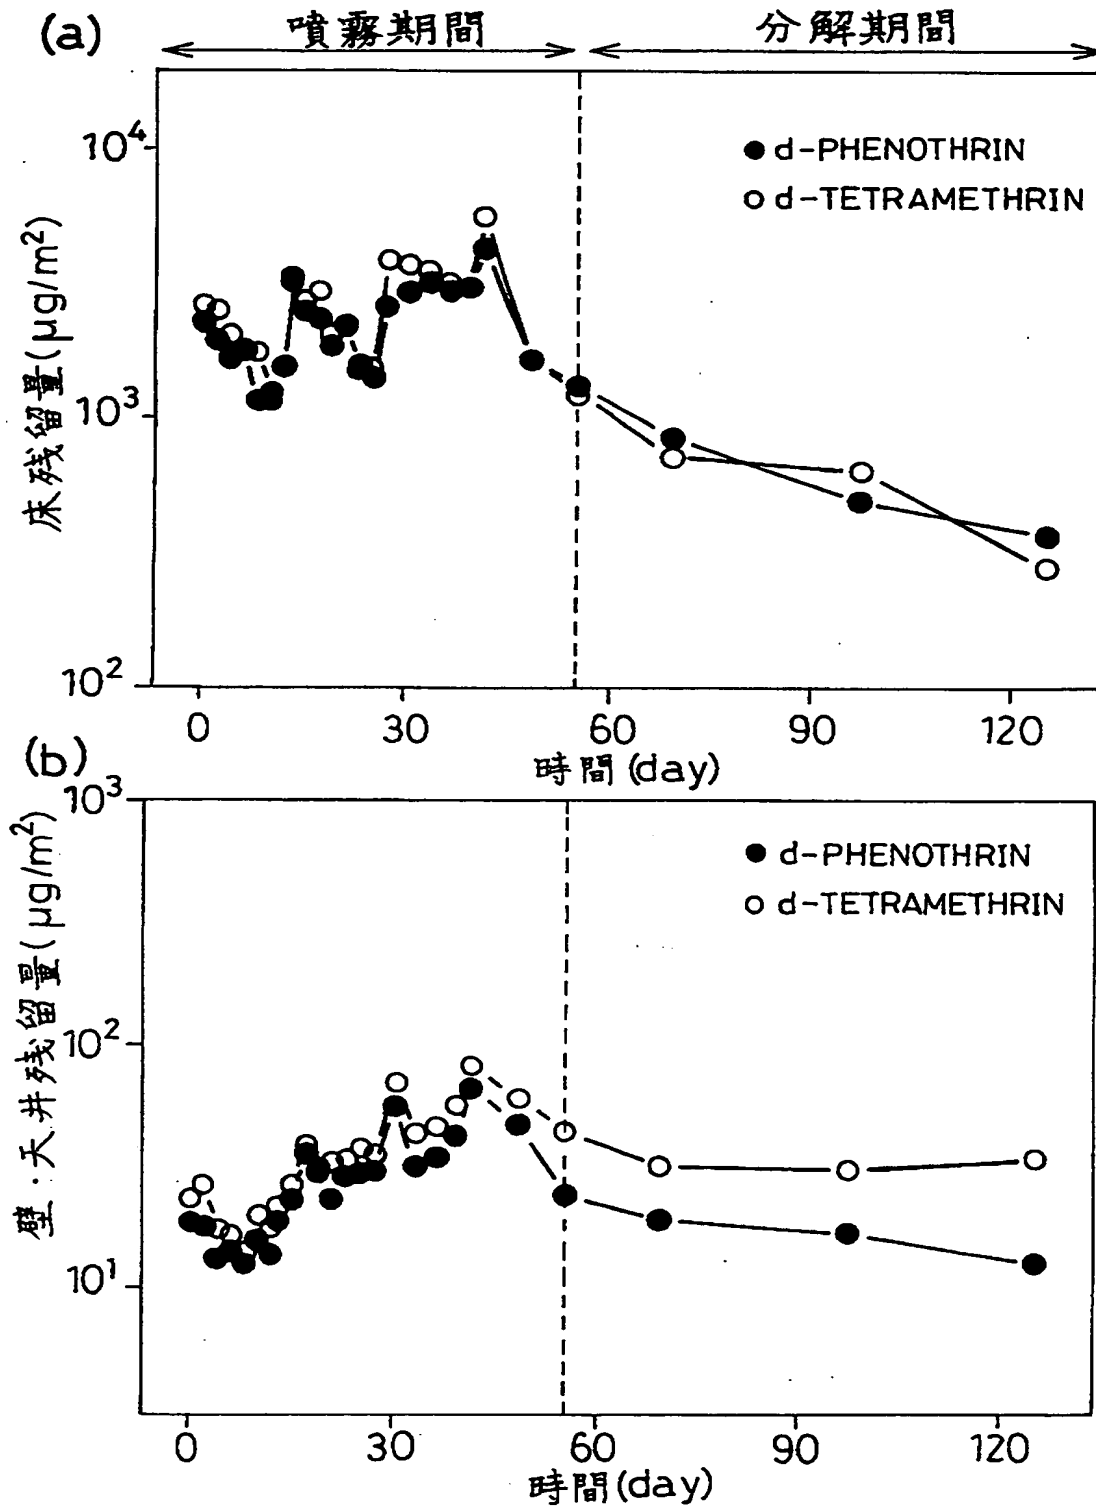 (a) 噴霧期間 分解期間
10⁴
● d-PHENOTHRIN
○ d-TETRAMETHRIN
床残留量(μg/m²)
10³
10²
0 30 60 90 120
時間(day)
(b)
10³
● d-PHENOTHRIN
○ d-TETRAMETHRIN
壁・天井残留量(μg/m²)
10²
10¹
0 30 60 90 120
時間(day)